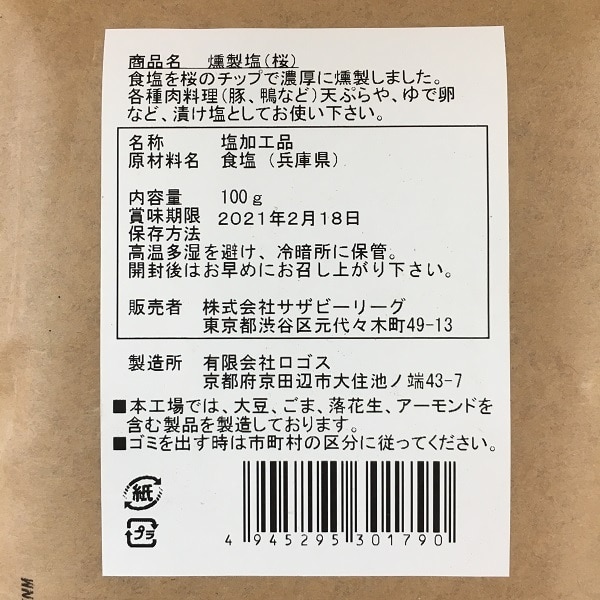 商品名　燻製塩(桜)
食塩を桜のチップで濃厚に燻製しました。
各種肉料理(豚、鴨など)天ぷらや、ゆで卵
など、漬け塩としてお使い下さい。
名称　塩加工品
原材料名　食塩（兵庫県）
内容量　100ｇ
賞味期限　2021年2月18日
保存方法
高温多湿を避け、冷暗所に保管。
開封後はお早めにお召し上がり下さい。
販売者　株式会社サザビーリーグ
東京都渋谷区元代々木町49-13
製造所　有限会社ロゴス
京都府京田辺市大住池ノ端43-7
■本工場では、大豆、ごま、落花生、アーモンドを
含む製品を製造しております。
■ゴミを出す時は市町村の区分に従ってください。
紙
プラ
4 945295 301790